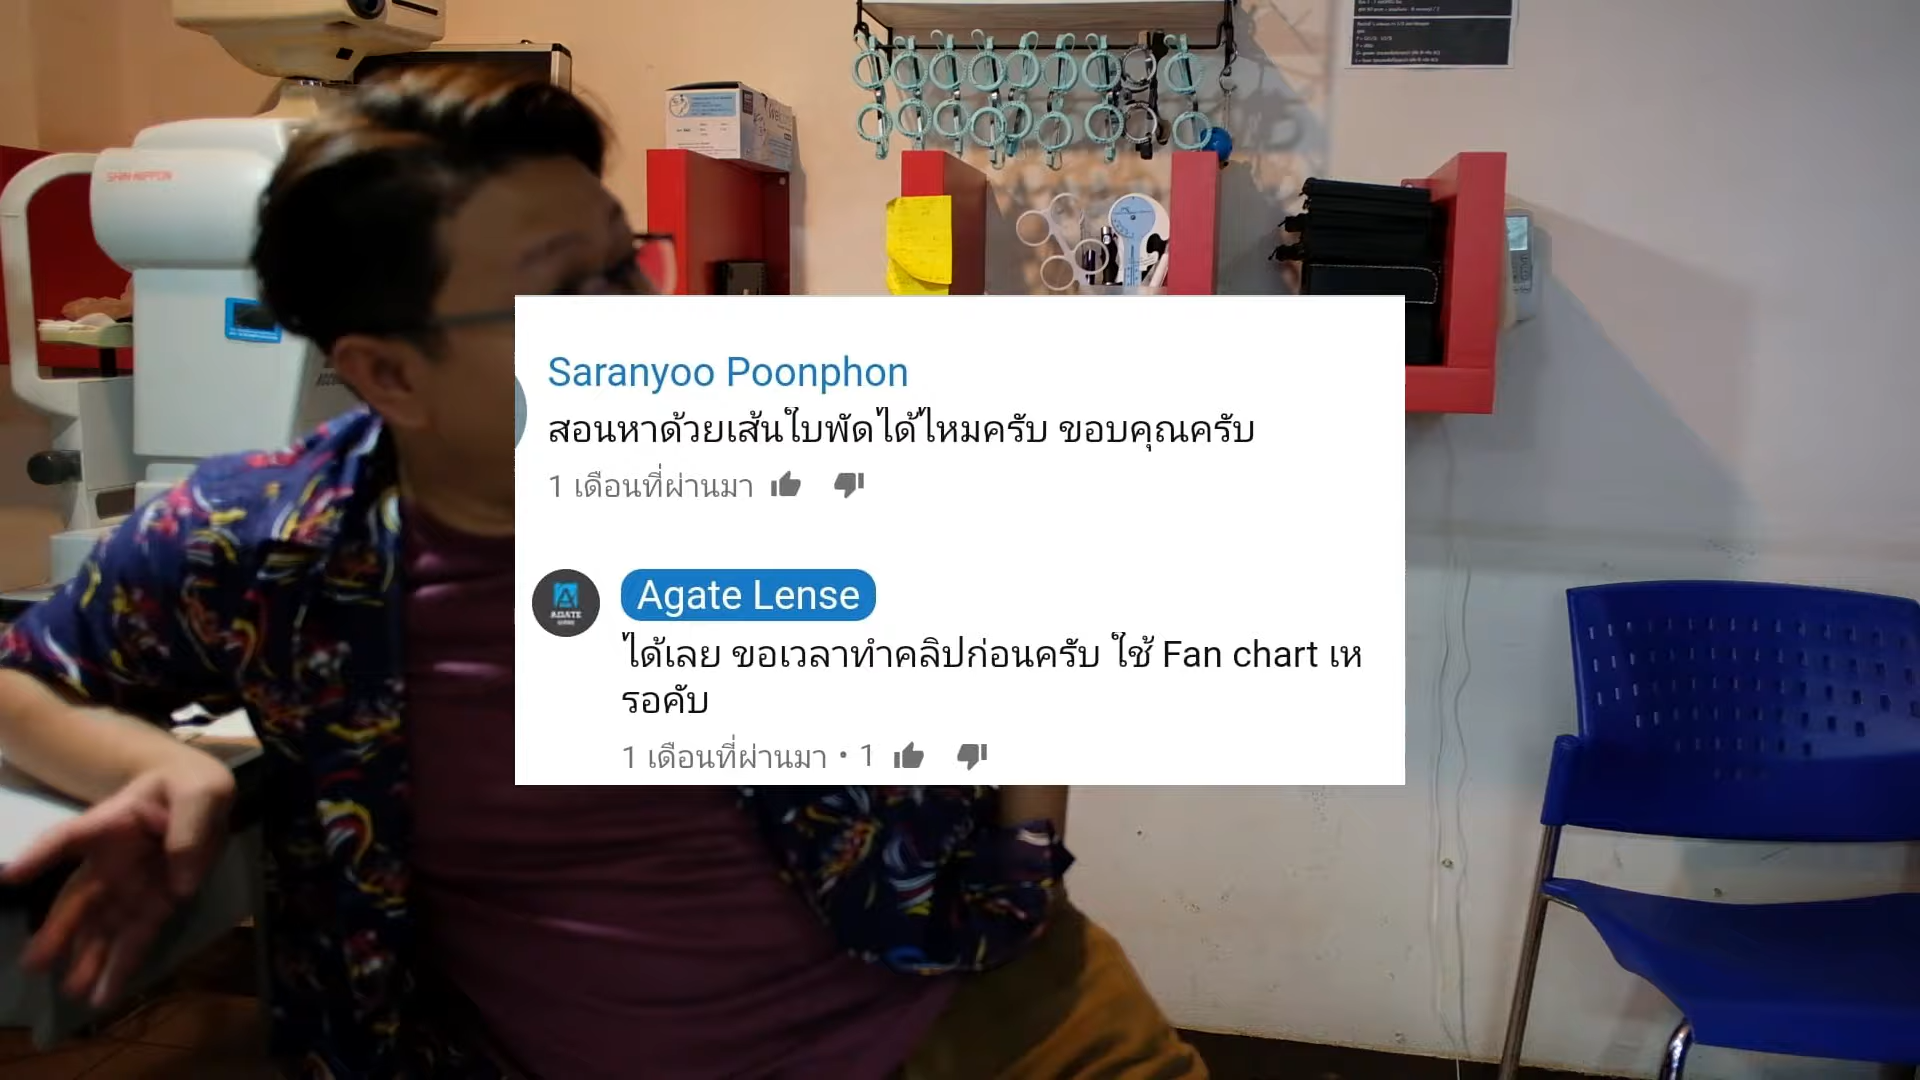 SHIN-NIPPON
Saranyoo Poonphon
สอนหาด้วยเส้นใบพัดได้ไหมครับ ขอบคุณครับ
1 เดือนที่ผ่านมา
AGATE
Agate Lense
ได้เลย ขอเวลาทำคลิปก่อนครับ ใช้ Fan chart เห
รอคับ
1 เดือนที่ผ่านมา • 1